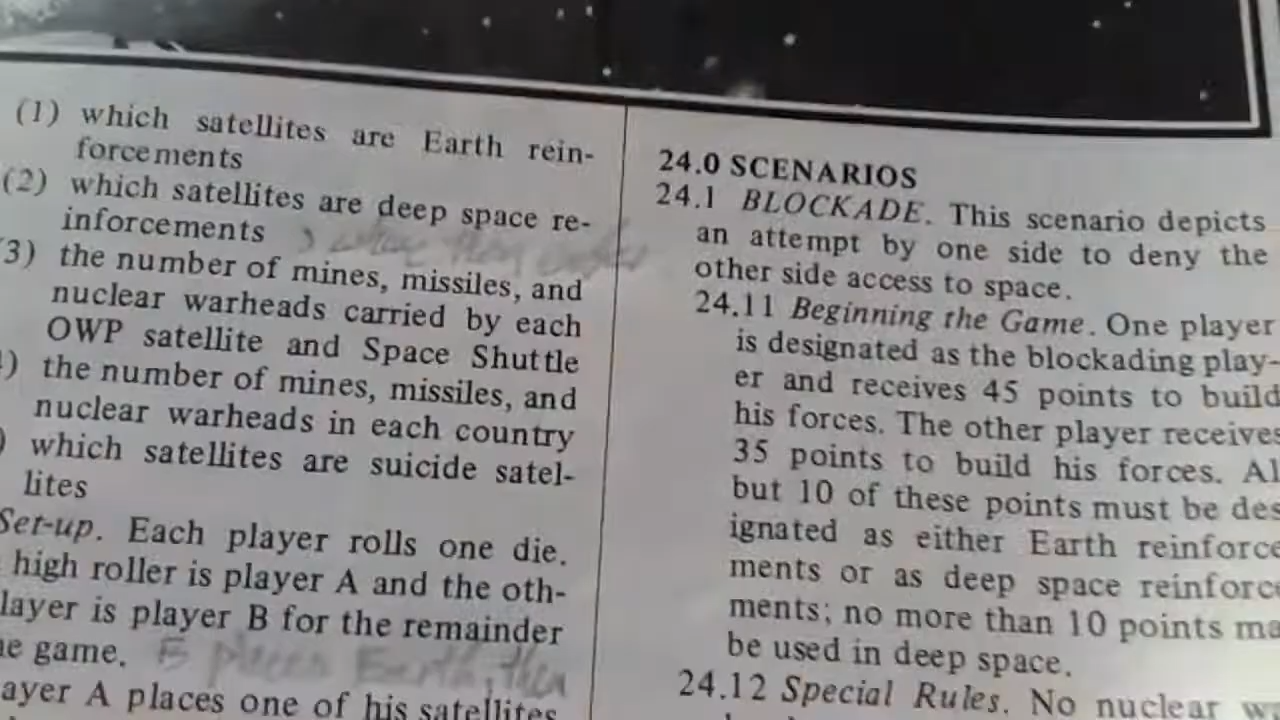 (1) which satellites are Earth rein-
forcements
(2) which satellites are deep space re-
inforcements
3) the number of mines, missiles, and
nuclear warheads carried by each
OWP satellite and Space Shuttle
) the number of mines, missiles, and
nuclear warheads in each country
) which satellites are suicide satel-
lites
Set-up. Each player rolls one die.
high roller is player A and the oth-
layer is player B for the remainder
e game. B places Earth, then
ayer A places one of his satellites
24.0 SCENARIOS
24.1 BLOCKADE. This scenario depicts
an attempt by one side to deny the
other side access to space.
24.11 Beginning the Game. One player
is designated as the blockading play-
er and receives 45 points to build
his forces. The other player receives
35 points to build his forces. Al
but 10 of these points must be des
ignated as either Earth reinforce
ments or as deep space reinforce
ments; no more than 10 points ma
be used in deep space.
24.12 Special Rules. No nuclear w